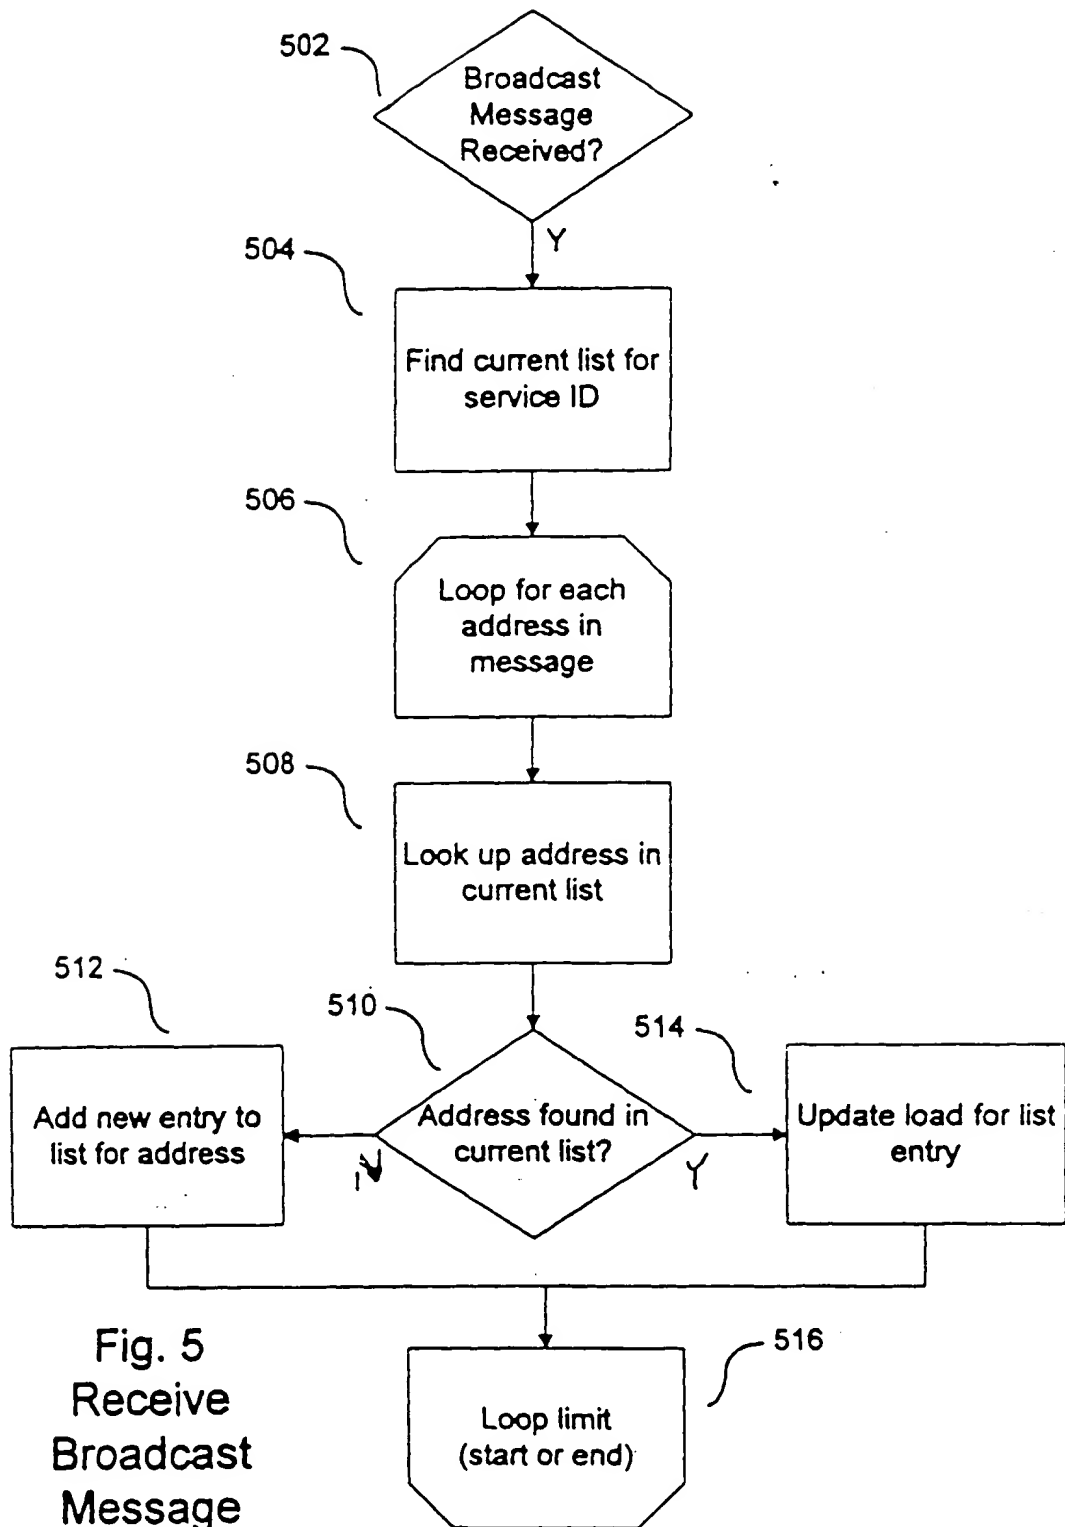 502
Broadcast
Message
Received?
Y
504
Find current list for
service ID
506
Loop for each
address in
message
508
Look up address in
current list
512
510
514
Add new entry to
list for address
Address found in
current list?
Update load for list
entry
N
Y
516
Loop limit
(start or end)
Fig. 5
Receive
Broadcast
Message